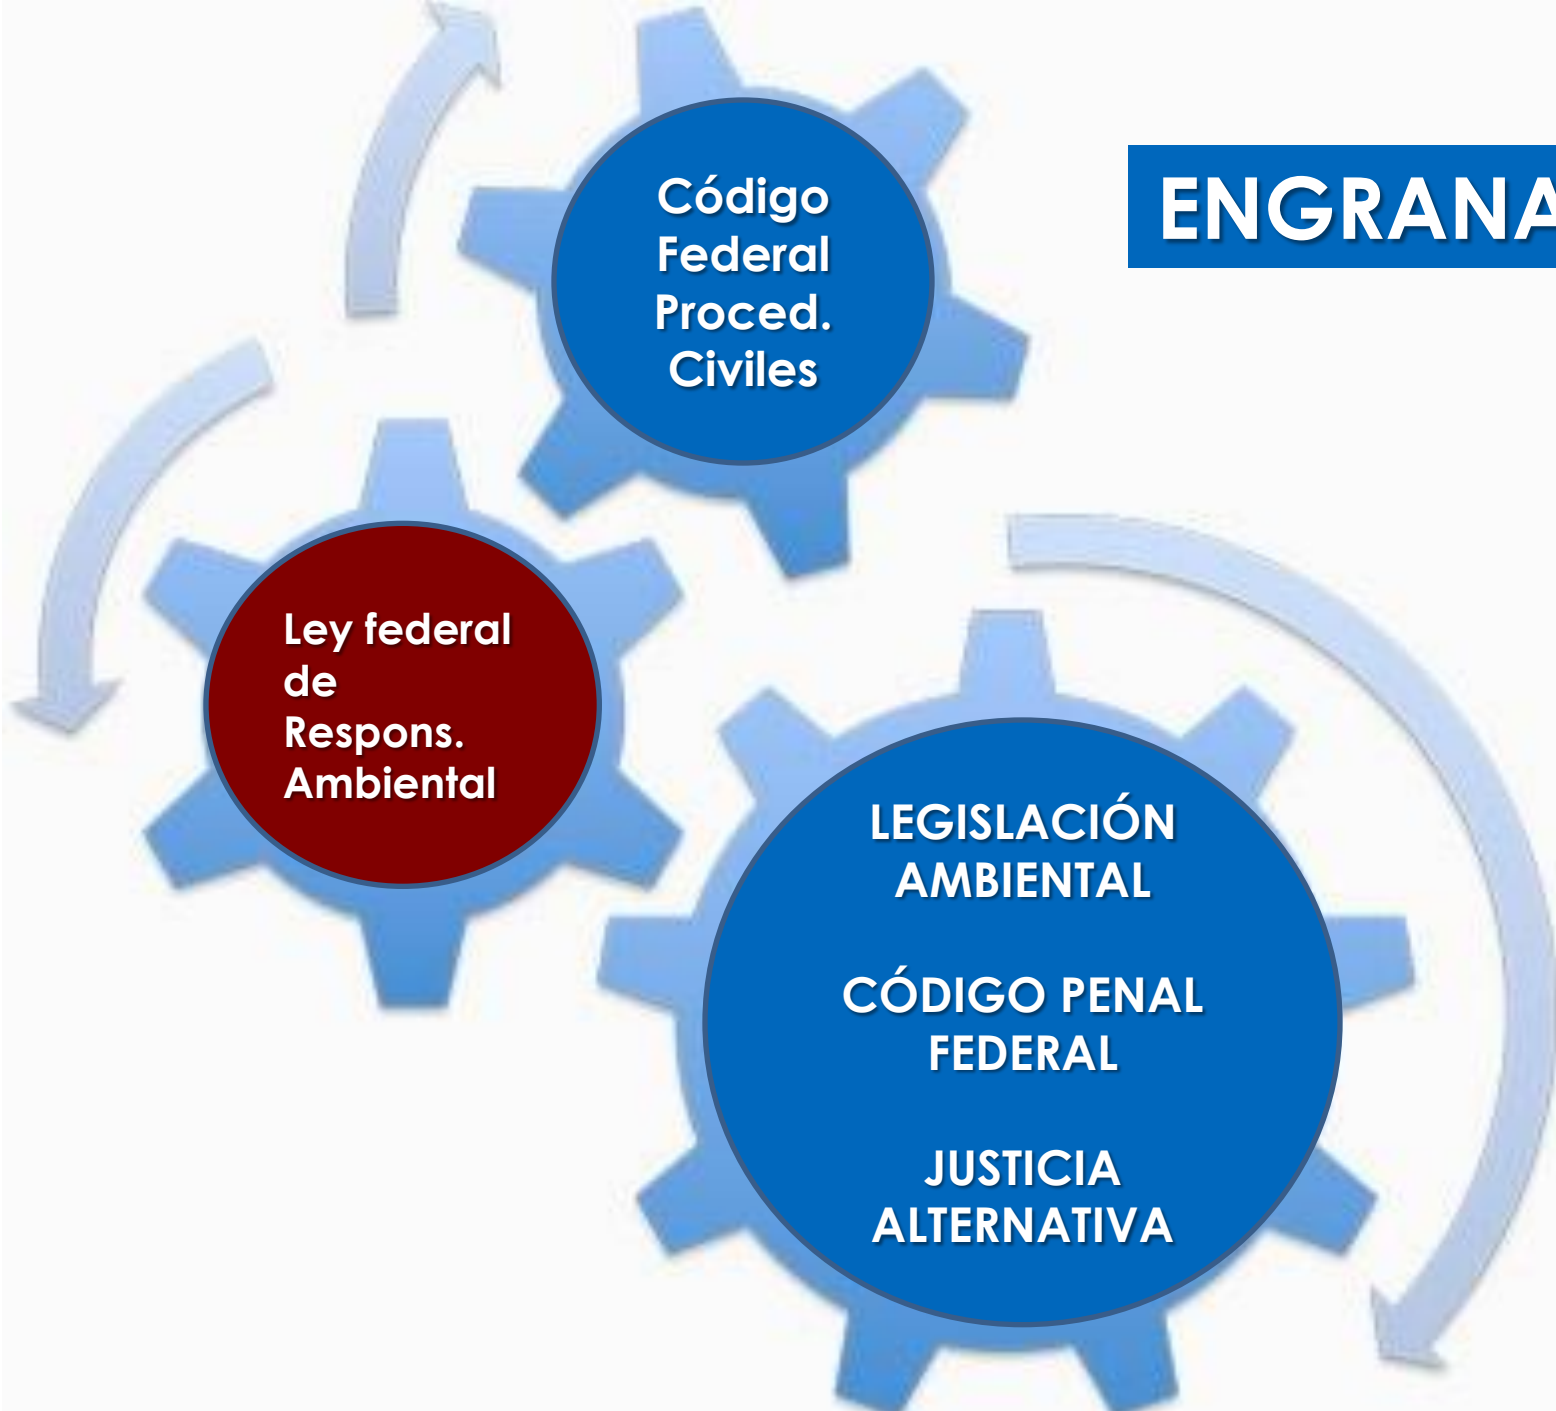 Código
Federal
Proced.
Civiles
ENGRANA
Ley federal
de
Respons.
Ambiental
LEGISLACIÓN
AMBIENTAL
CÓDIGO PENAL
FEDERAL
JUSTICIA
ALTERNATIVA